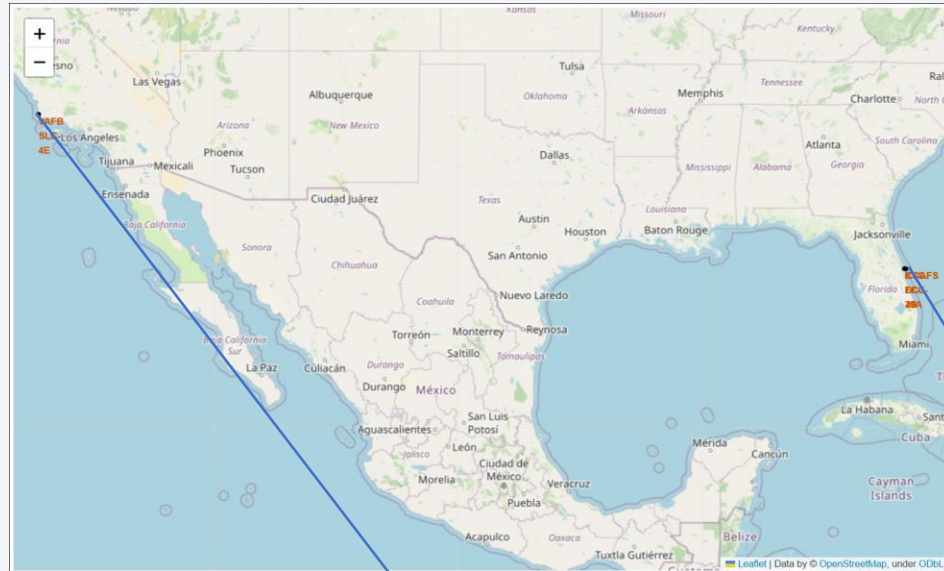 +
−
Kansas
Missouri
Kentucky
Las Vegas
Tulsa
Albuquerque
Oklahoma
Memphis
Tennessee
Charlotte
Arkansas
Los Angeles
Arizona
New Mexico
4E
Atlanta
South Carolina
Phoenix
Tijuana
Mexicali
Tucson
Dallas
Mississippi
Alabama
Georgia
Ensenada
Ciudad Juárez
Texas
Louisiana
Austin
Houston
Baton Rouge
Jacksonville
Baja California
Sonora
San Antonio
Chihuahua
Florida
Coahuila
Nuevo Laredo
Baja California
Sur
Torreón
Monterrey
Reynosa
Miami
Saltillo
Tamaulipas
La Paz
Culiacán
Durango
Durango
México
La Habana
Aguascalientes
San Luis
Potosí
Cuba
Jalisco
León
Mérida
Cancún
Ciudad de
México
Morelia
Veracruz
Puebla
Cayman
Islands
Acapulco
Oaxaca
Belize
Tuxtla Gutiérrez
Leaflet | Data by © OpenStreetMap, under ODbL